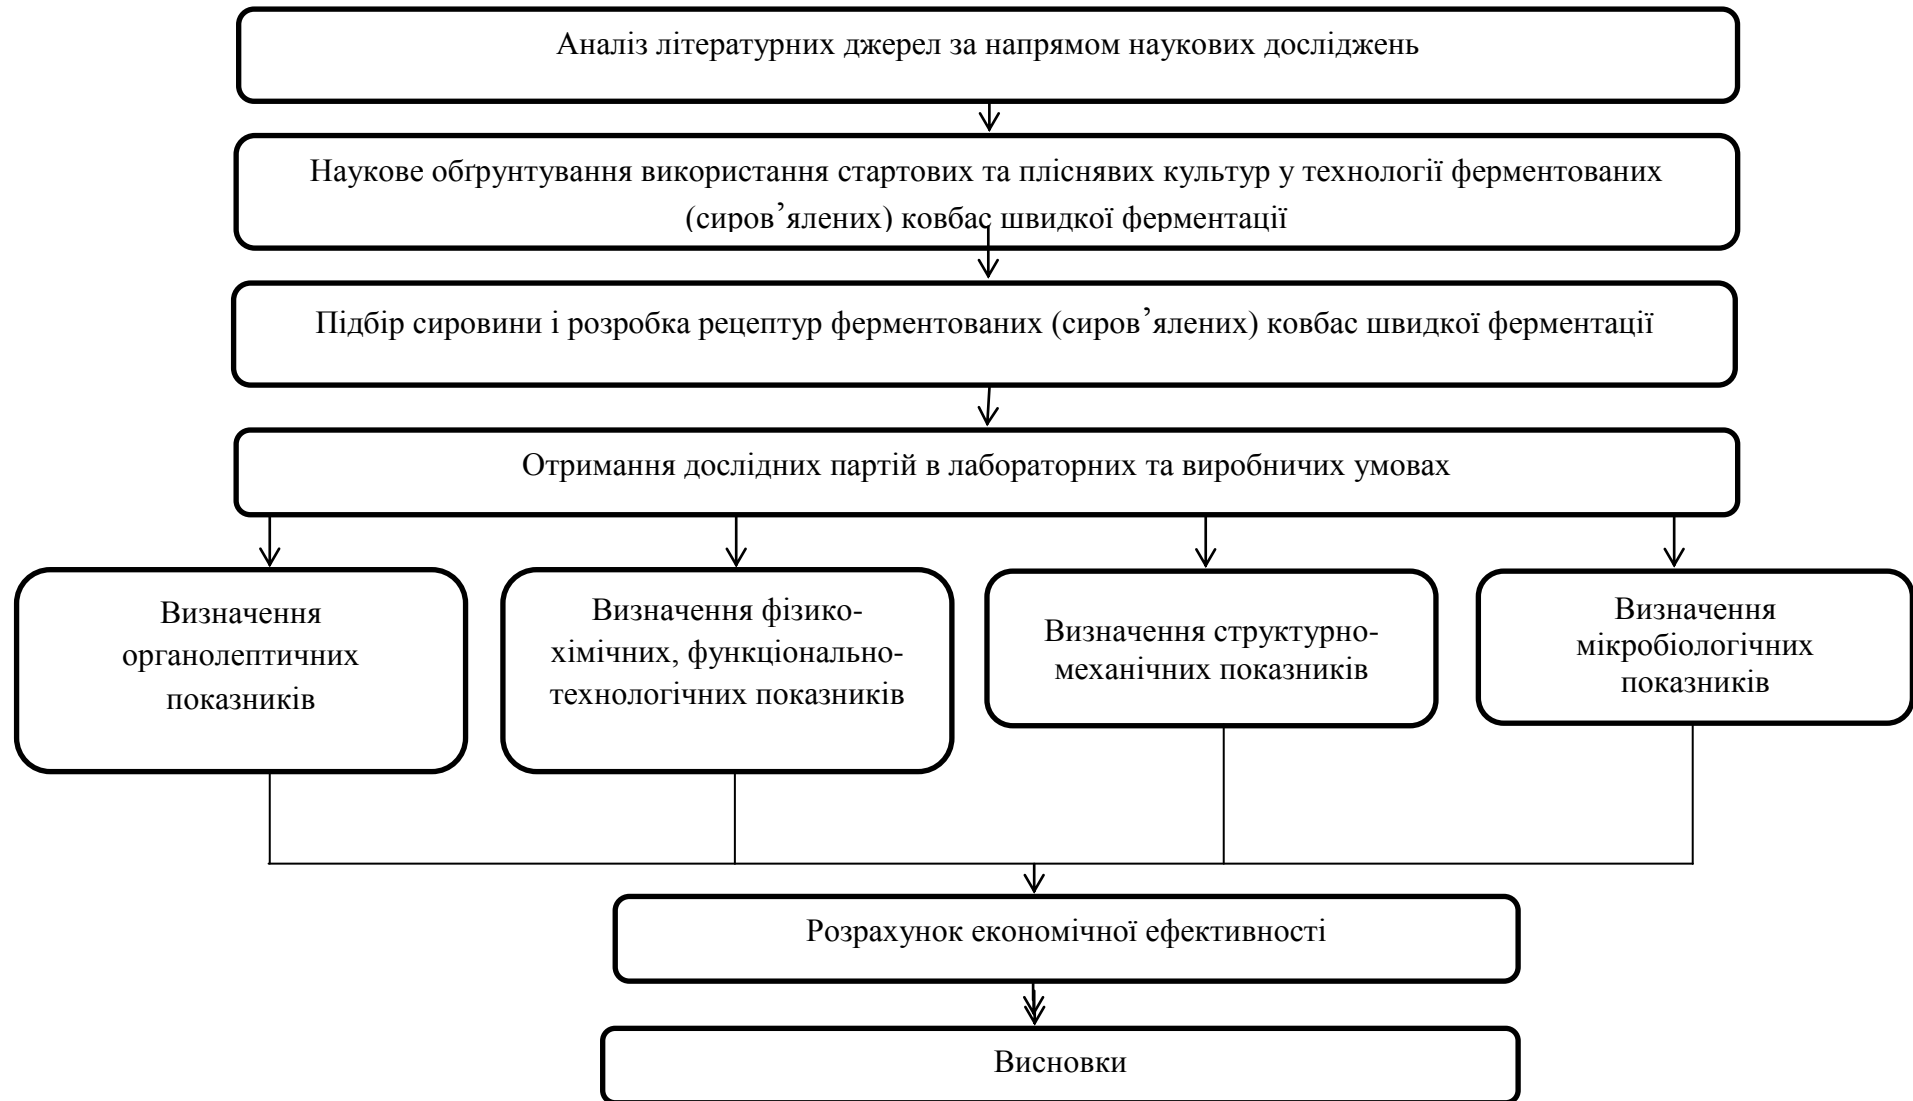 Аналіз літературних джерел за напрямом наукових досліджень
Наукове обґрунтування використання стартових та пліснявих культур у технології ферментованих
(сиров’ялених) ковбас швидкої ферментації
Підбір сировини і розробка рецептур ферментованих (сиров’ялених) ковбас швидкої ферментації
Отримання дослідних партій в лабораторних та виробничих умовах
Визначення
органолептичних
показників
Визначення фізико-
хімічних, функціонально-
технологічних показників
Визначення структурно-
механічних показників
Визначення
мікробіологічних
показників
Розрахунок економічної ефективності
Висновки